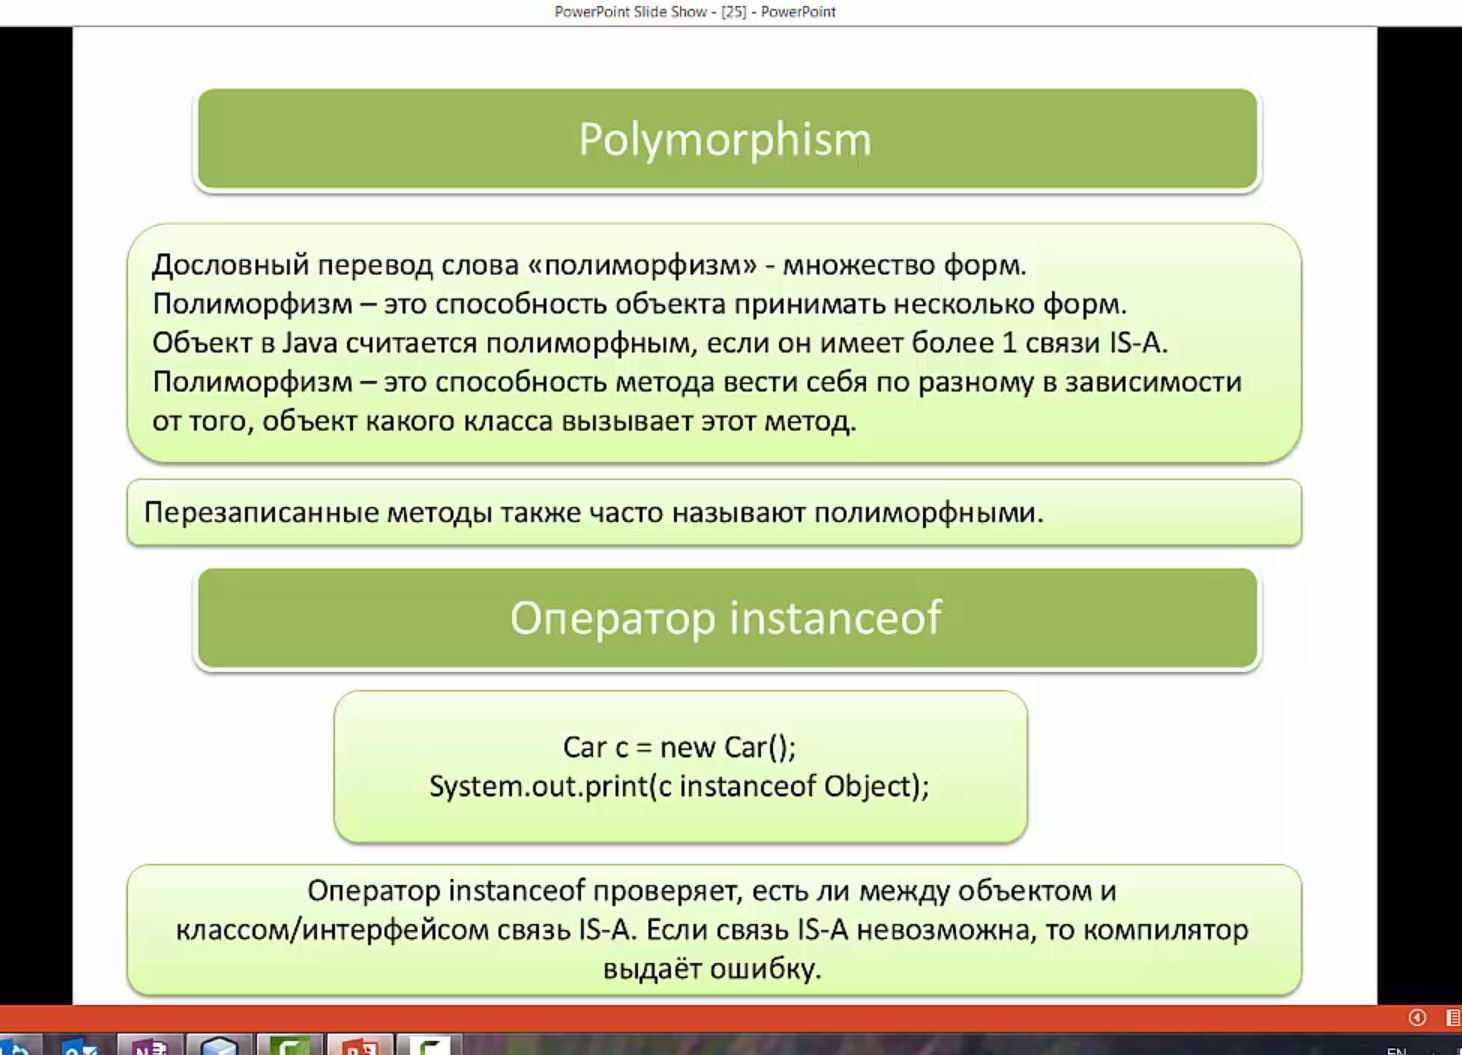 PowerPoint Slide Show - [25] - PowerPoint
Polymorphism
Дословный перевод слова «полиморфизм» - множество форм.
Полиморфизм – это способность объекта принимать несколько форм.
Объект в Java считается полиморфным, если он имеет более 1 связи IS-A.
Полиморфизм – это способность метода вести себя по разному в зависимости
от того, объект какого класса вызывает этот метод.
Перезаписанные методы также часто называют полиморфными.
Оператор instanceof
Car c = new Car();
System.out.print(c instanceof Object);
Оператор instanceof проверяет, есть ли между объектом и
классом/интерфейсом связь IS-A. Если связь IS-A невозможна, то компилятор
выдаёт ошибку.
EN